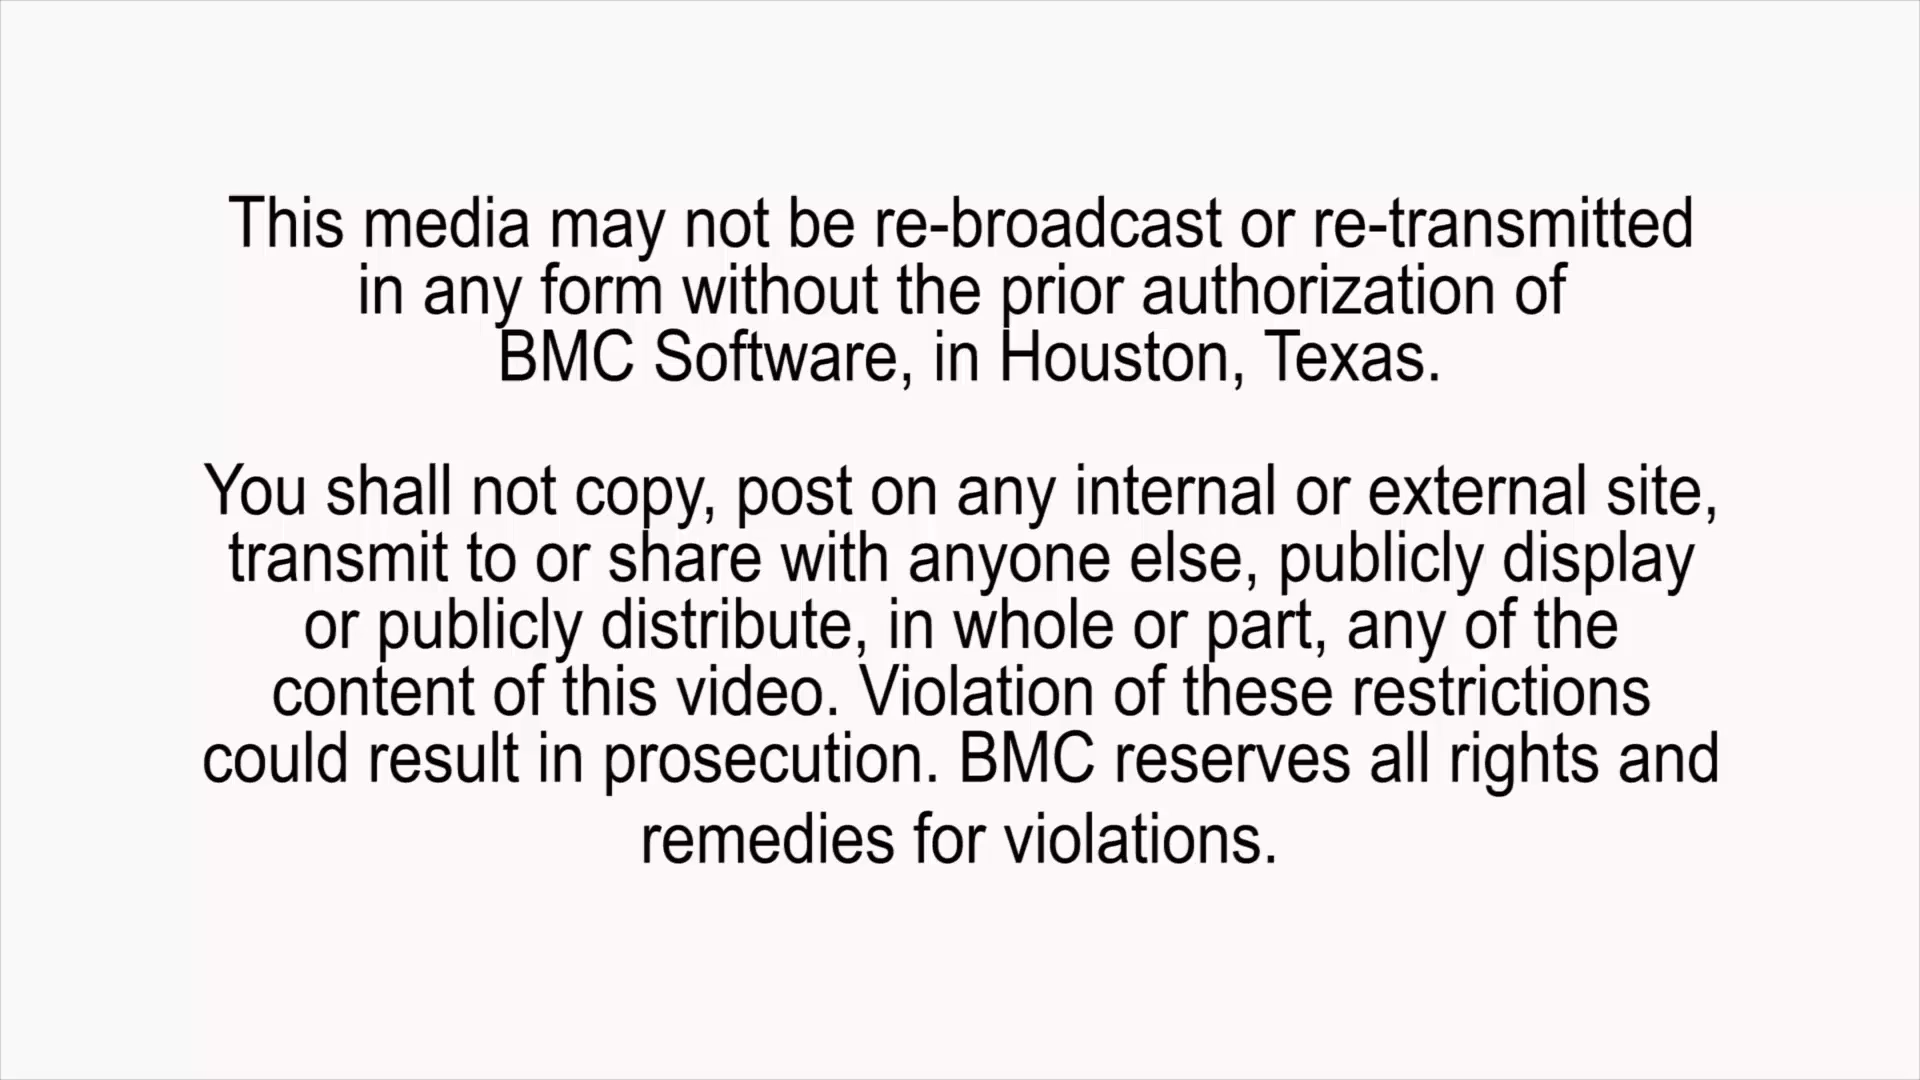 This media may not be re-broadcast or re-transmitted
in any form without the prior authorization of
BMC Software, in Houston, Texas.
You shall not copy, post on any internal or external site,
transmit to or share with anyone else, publicly display
or publicly distribute, in whole or part, any of the
content of this video. Violation of these restrictions
could result in prosecution. BMC reserves all rights and
remedies for violations.